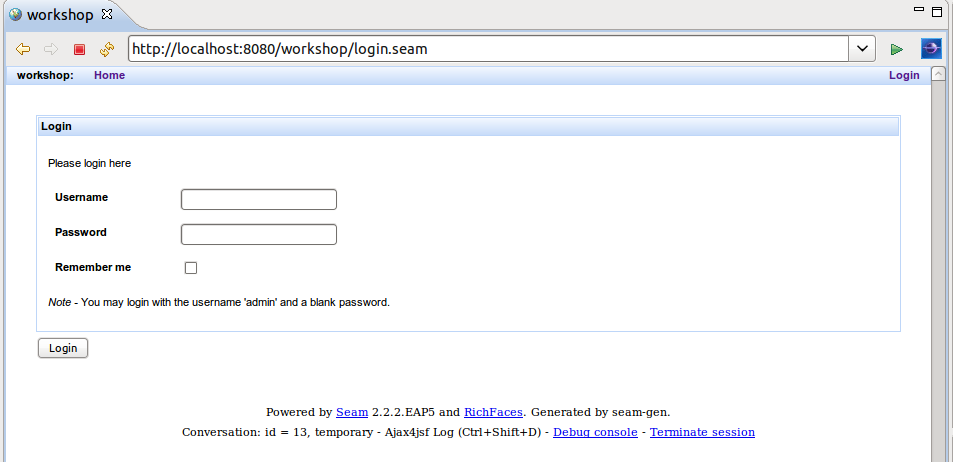 workshop
http://localhost:8080/workshop/login.seam
workshop: Home Login
Login
Please login here
Username
Password
Remember me
Note - You may login with the username 'admin' and a blank password.
Login
Powered by Seam 2.2.2.EAP5 and RichFaces. Generated by seam-gen.
Conversation: id = 13, temporary - Ajax4jsf Log (Ctrl+Shift+D) - Debug console - Terminate session